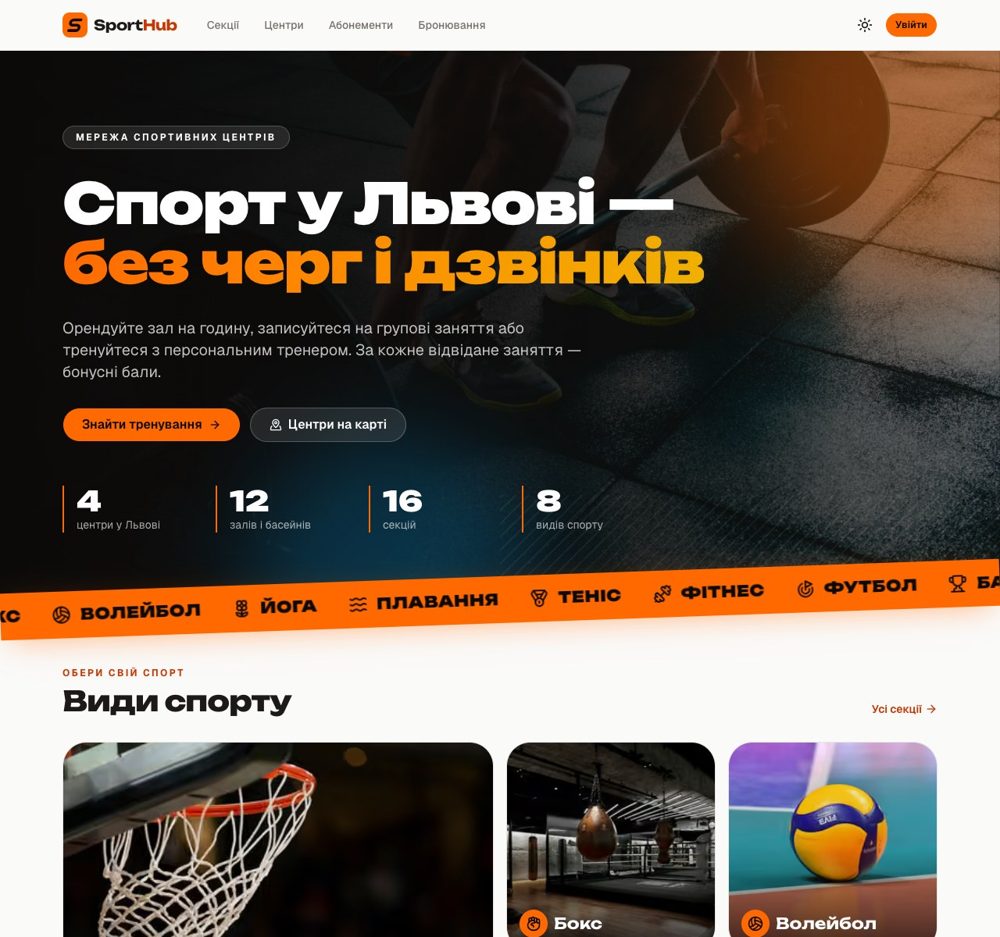 S SportHub
Секції
Центри
Абонементи
Бронювання
Увійти
МЕРЕЖА СПОРТИВНИХ ЦЕНТРІВ
Спорт у Львові —
без черг і дзвінків
Орендуйте зал на годину, записуйтеся на групові заняття або
тренуйтеся з персональним тренером. За кожне відвідане заняття —
бонусні бали.
Знайти тренування →
Центри на карті
4
центри у Львові
12
залів і басейнів
16
секцій
8
видів спорту
КС ВОЛЕЙБОЛ ЙОГА ПЛАВАННЯ ТЕНІС ФІТНЕС ФУТБОЛ БА
ОБЕРИ СВІЙ СПОРТ
Види спорту
Усі секції →
Бокс
Волейбол